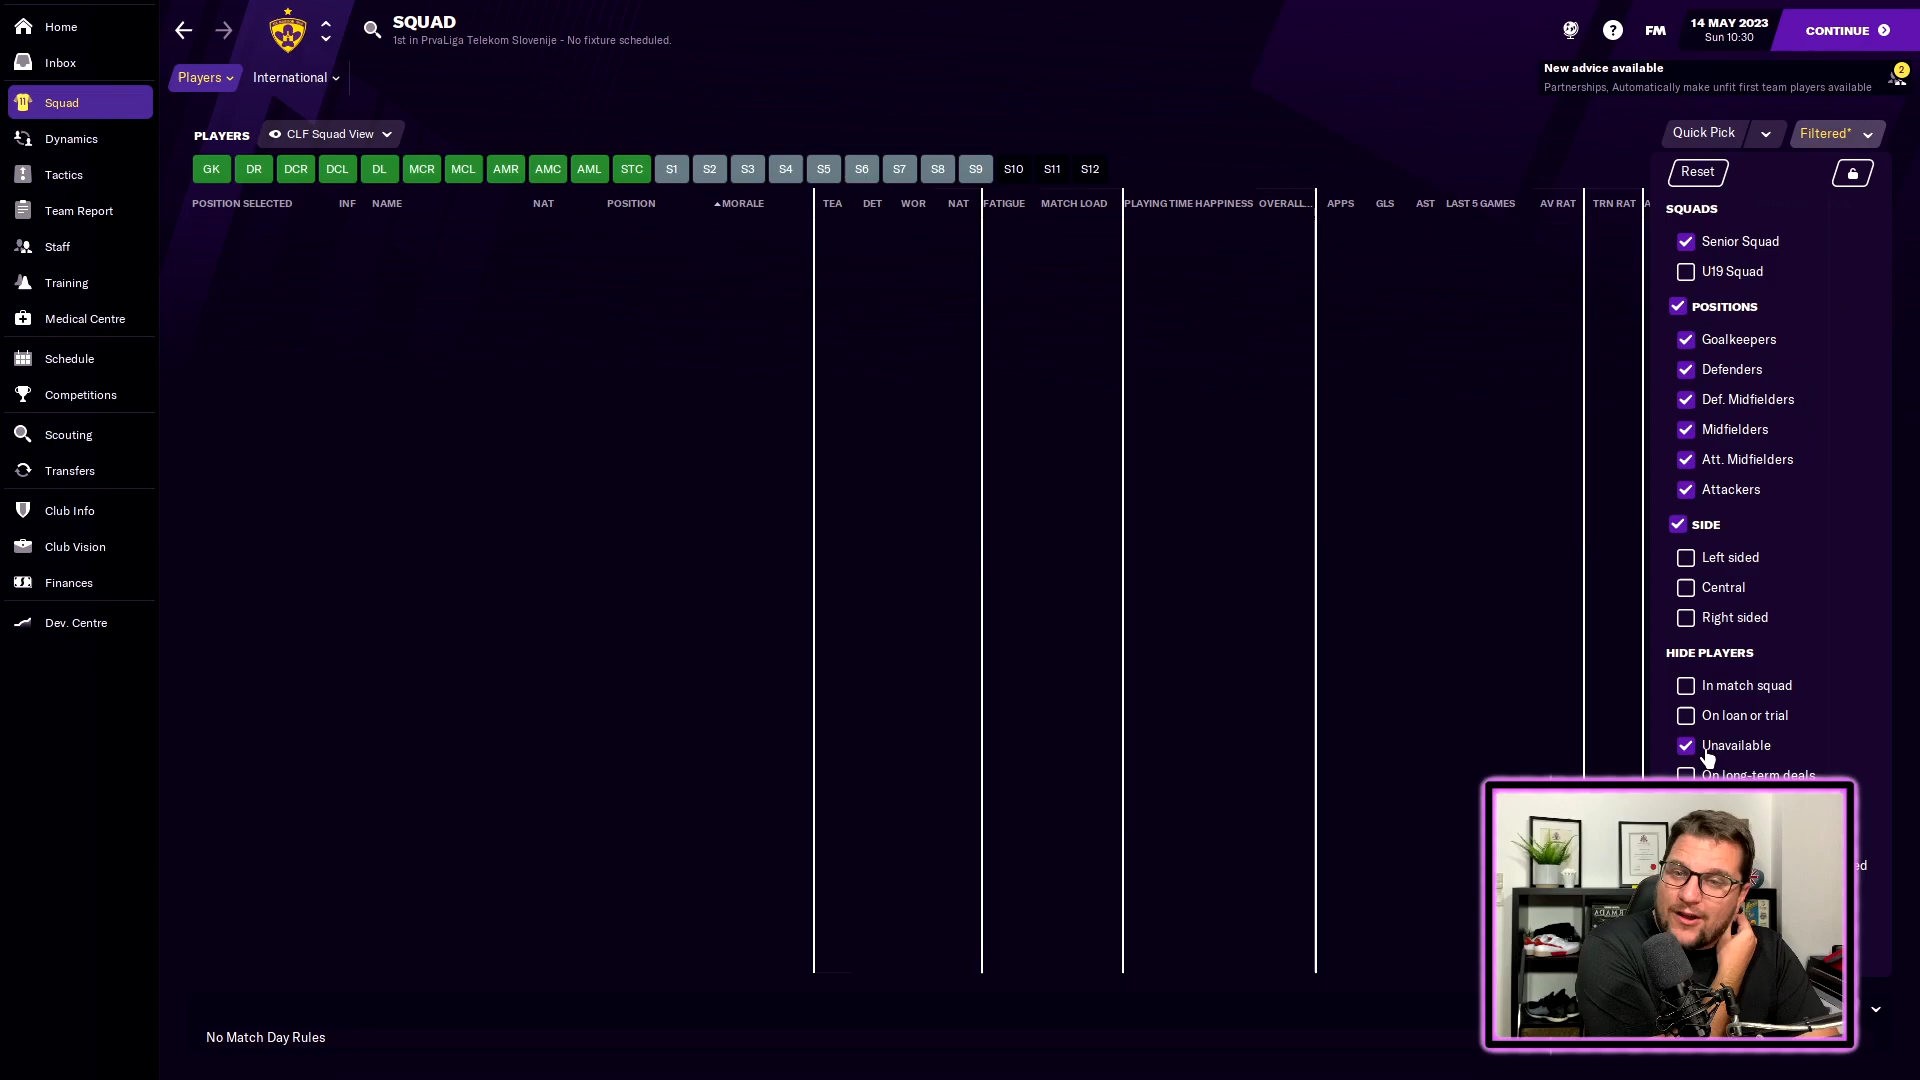 Home
Inbox
Squad
Dynamics
Tactics
Team Report
Staff
Training
Medical Centre
Schedule
Competitions
Scouting
Transfers
Club Info
Club Vision
Finances
Dev. Centre
SQUAD
1st in PrvaLiga Telekom Slovenije - No fixture scheduled.
FM
14 MAY 2023
Sun 10:30
CONTINUE
Players
International
New advice available
2
Partnerships, Automatically make unfit first team players available
PLAYERS
CLF Squad View
Quick Pick
Filtered*
GK DR DCR DCL DL MCR MCL AMR AMC AML STC S1 S2 S3 S4 S5 S6 S7 S8 S9 S10 S11 S12
POSITION SELECTED INF NAME NAT POSITION MORALE TEA DET WOR NAT FATIGUE MATCH LOAD PLAYING TIME HAPPINESS OVERALL... APPS GLS AST LAST 5 GAMES AV RAT TRN RAT A
Reset
SQUADS
Senior Squad
U19 Squad
POSITIONS
Goalkeepers
Defenders
Def. Midfielders
Midfielders
Att. Midfielders
Attackers
SIDE
Left sided
Central
Right sided
HIDE PLAYERS
In match squad
On loan or trial
Unavailable
On long-term deals
ed
No Match Day Rules